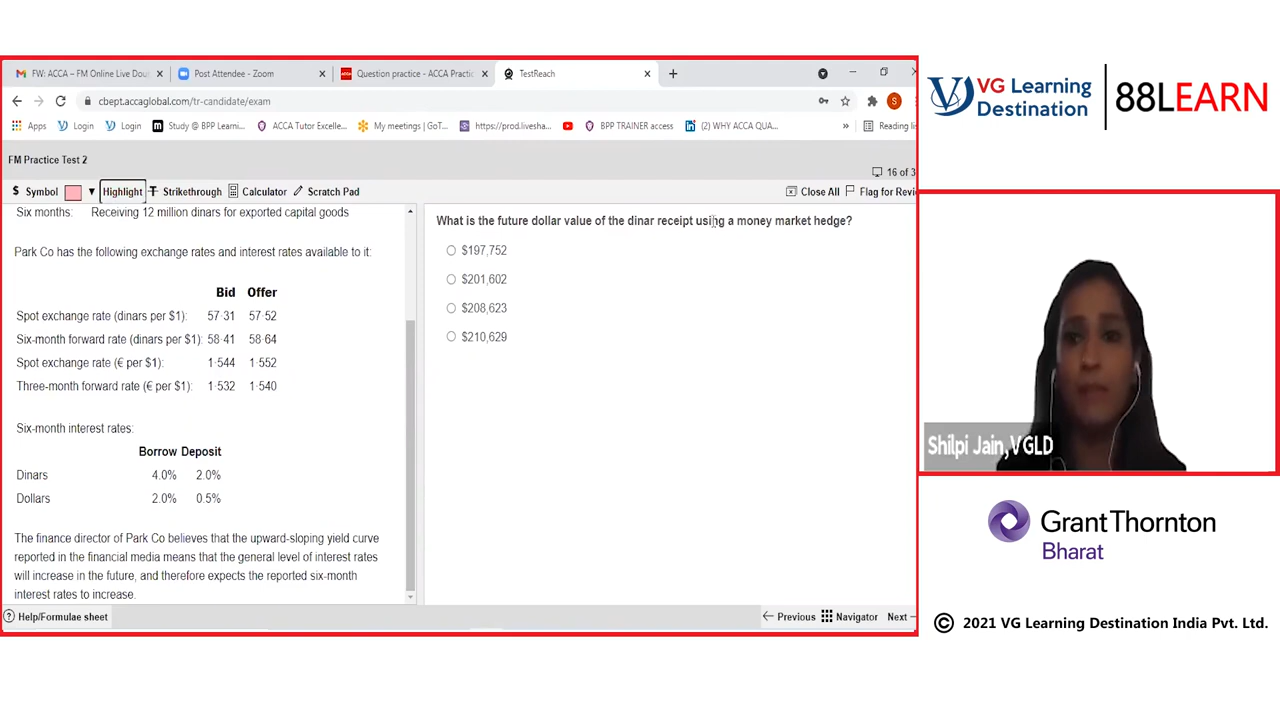 FW: ACCA – FM Online Live Dou
Post Attendee - Zoom
Question practice - ACCA Practic
TestReach
cbept.accaglobal.com/tr-candidate/exam
S
Apps
Login
Login
Study @ BPP Learni...
ACCA Tutor Excelle...
My meetings | GoT...
https://prod.livesha...
BPP TRAINER access
(2) WHY ACCA QUA...
»
Reading lis
FM Practice Test 2
16 of 3
$ Symbol
Highlight
T Strikethrough
Calculator
Scratch Pad
Close All
Flag for Revie
Six months: Receiving 12 million dinars for exported capital goods
Park Co has the following exchange rates and interest rates available to it:
Bid Offer
Spot exchange rate (dinars per $1): 57·31 57·52
Six-month forward rate (dinars per $1): 58·41 58·64
Spot exchange rate (€ per $1): 1·544 1·552
Three-month forward rate (€ per $1): 1·532 1·540
Six-month interest rates:
Borrow Deposit
Dinars 4.0% 2.0%
Dollars 2.0% 0.5%
The finance director of Park Co believes that the upward-sloping yield curve
reported in the financial media means that the general level of interest rates
will increase in the future, and therefore expects the reported six-month
interest rates to increase.
What is the future dollar value of the dinar receipt using a money market hedge?
$197,752
$201,602
$208,623
$210,629
? Help/Formulae sheet
Previous
Navigator
Next
VG Learning
Destination
88LEARN
Shilpi Jain,VGLD
GrantThornton
Bharat
© 2021 VG Learning Destination India Pvt. Ltd.